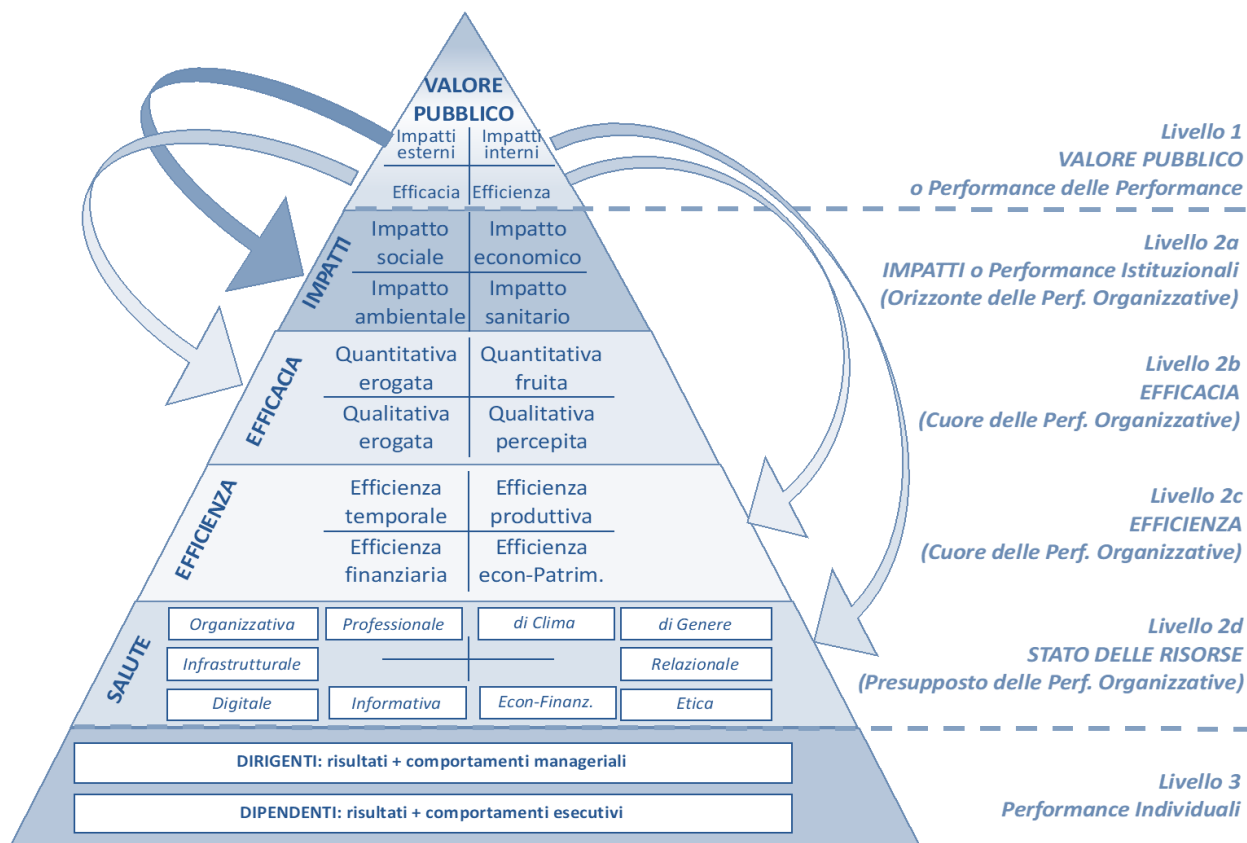 VALORE
PUBBLICO
Impatti
esterni
Impatti
interni
Efficacia
Efficienza
Livello 1
VALORE PUBBLICO
o Performance delle Performance
IMPATTI
Impatto
sociale
Impatto
economico
Impatto
ambientale
Impatto
sanitario
Livello 2a
IMPATTI o Performance Istituzionali
(Orizzonte delle Perf. Organizzative)
EFFICACIA
Quantitativa
erogata
Quantitativa
fruita
Qualitativa
erogata
Qualitativa
percepita
Livello 2b
EFFICACIA
(Cuore delle Perf. Organizzative)
EFFICIENZA
Efficienza
temporale
Efficienza
produttiva
Efficienza
finanziaria
Efficienza
econ-Patrim.
Livello 2c
EFFICIENZA
(Cuore delle Perf. Organizzative)
SALUTE
Organizzativa
Professionale
di Clima
di Genere
Infrastrutturale
Relazionale
Digitale
Informativa
Econ-Finanz.
Etica
Livello 2d
STATO DELLE RISORSE
(Presupposto delle Perf. Organizzative)
DIRIGENTI: risultati + comportamenti manageriali
DIPENDENTI: risultati + comportamenti esecutivi
Livello 3
Performance Individuali